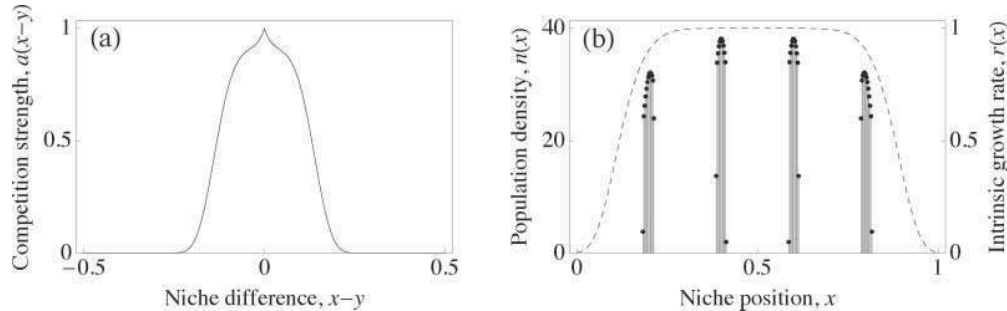 (a)
Competition strength, a(x−y)
1
0.5
0
−0.5
0
0.5
Niche difference, x−y
(b)
Population density, n(x)
40
20
0
0
0.5
1
Niche position, x
1
0.5
0
Intrinsic growth rate, r(x)